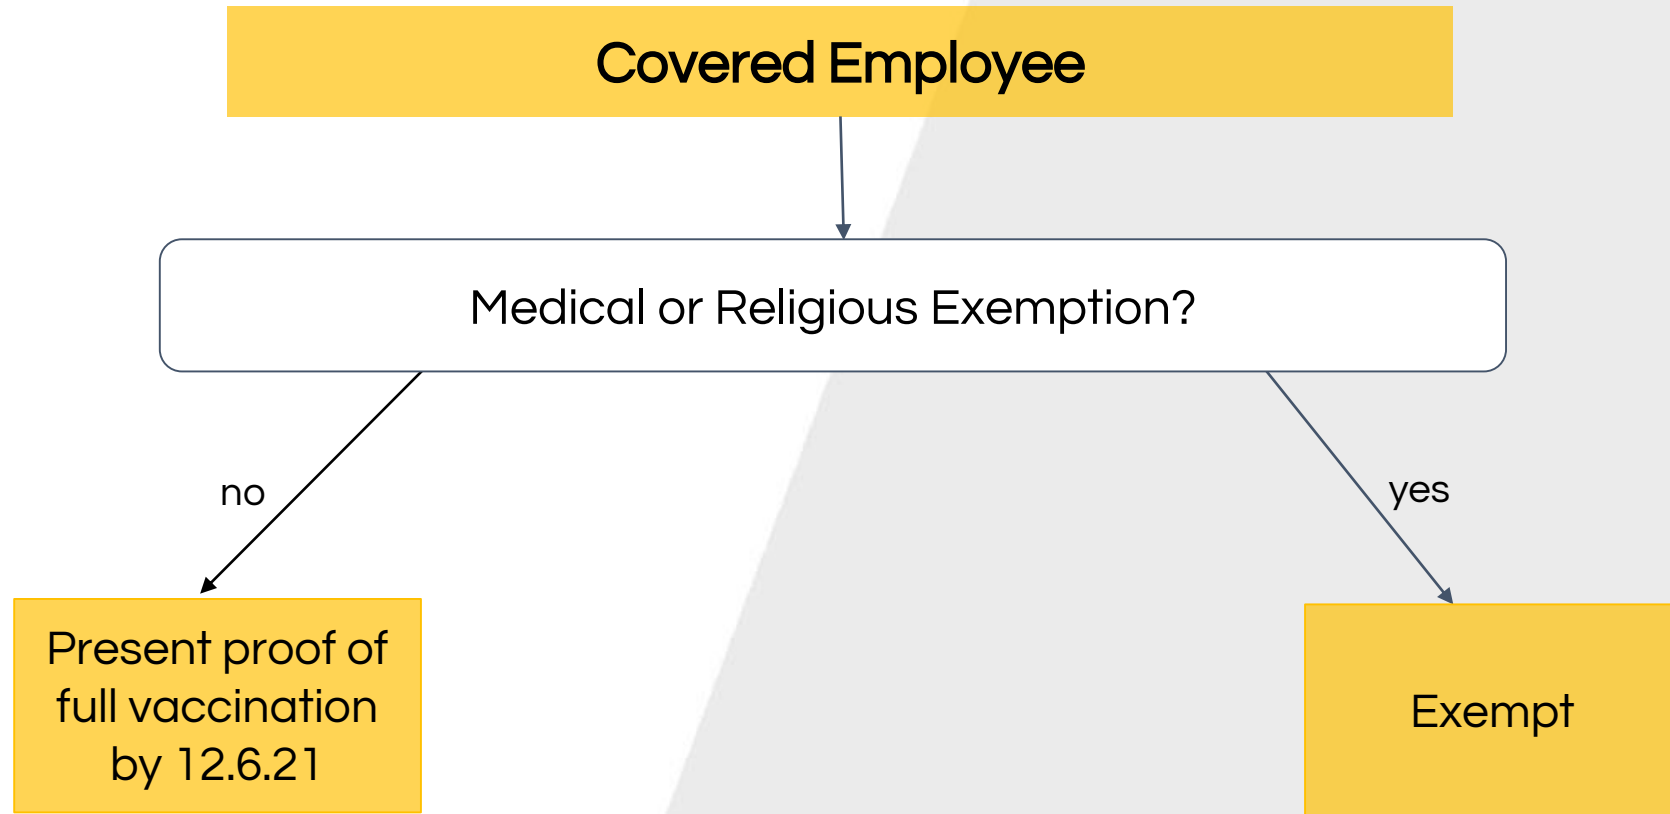 Covered Employee
Medical or Religious Exemption?
no
yes
Present proof of
full vaccination
by 12.6.21
Exempt